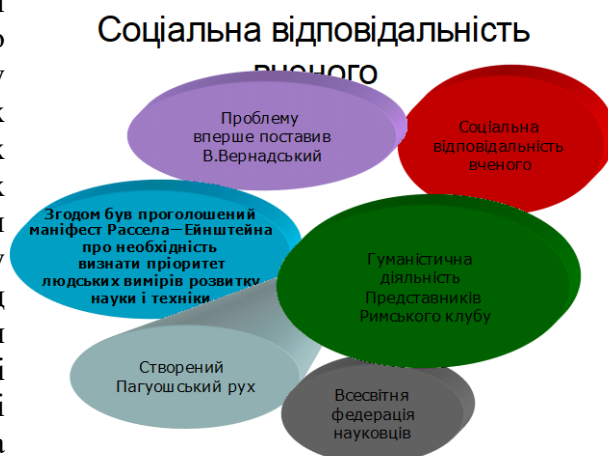 Соціальна відповідальність
вченого
Проблему
вперше поставив
В.Вернадський
Соціальна
відповідальність
вченого
Згодом був проголошений
маніфест Рассела—Ейнштейна
про необхідність
визнати пріоритет
людських вимірів розвитку
науки і техніки
Гуманістична
діяльність
Представників
Римського клубу
Створений
Пагуошський рух
Всесвітня
федерація
науковців